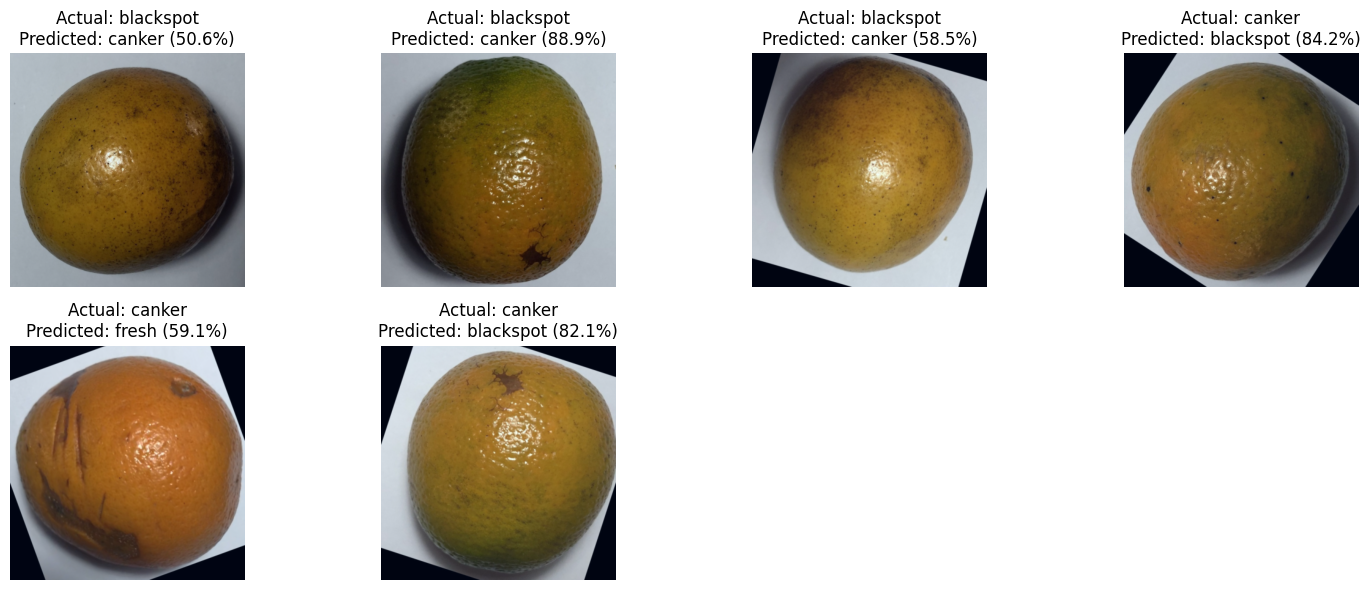 Actual: blackspot
Predicted: canker (50.6%)
Actual: blackspot
Predicted: canker (88.9%)
Actual: blackspot
Predicted: canker (58.5%)
Actual: canker
Predicted: blackspot (84.2%)
Actual: canker
Predicted: fresh (59.1%)
Actual: canker
Predicted: blackspot (82.1%)